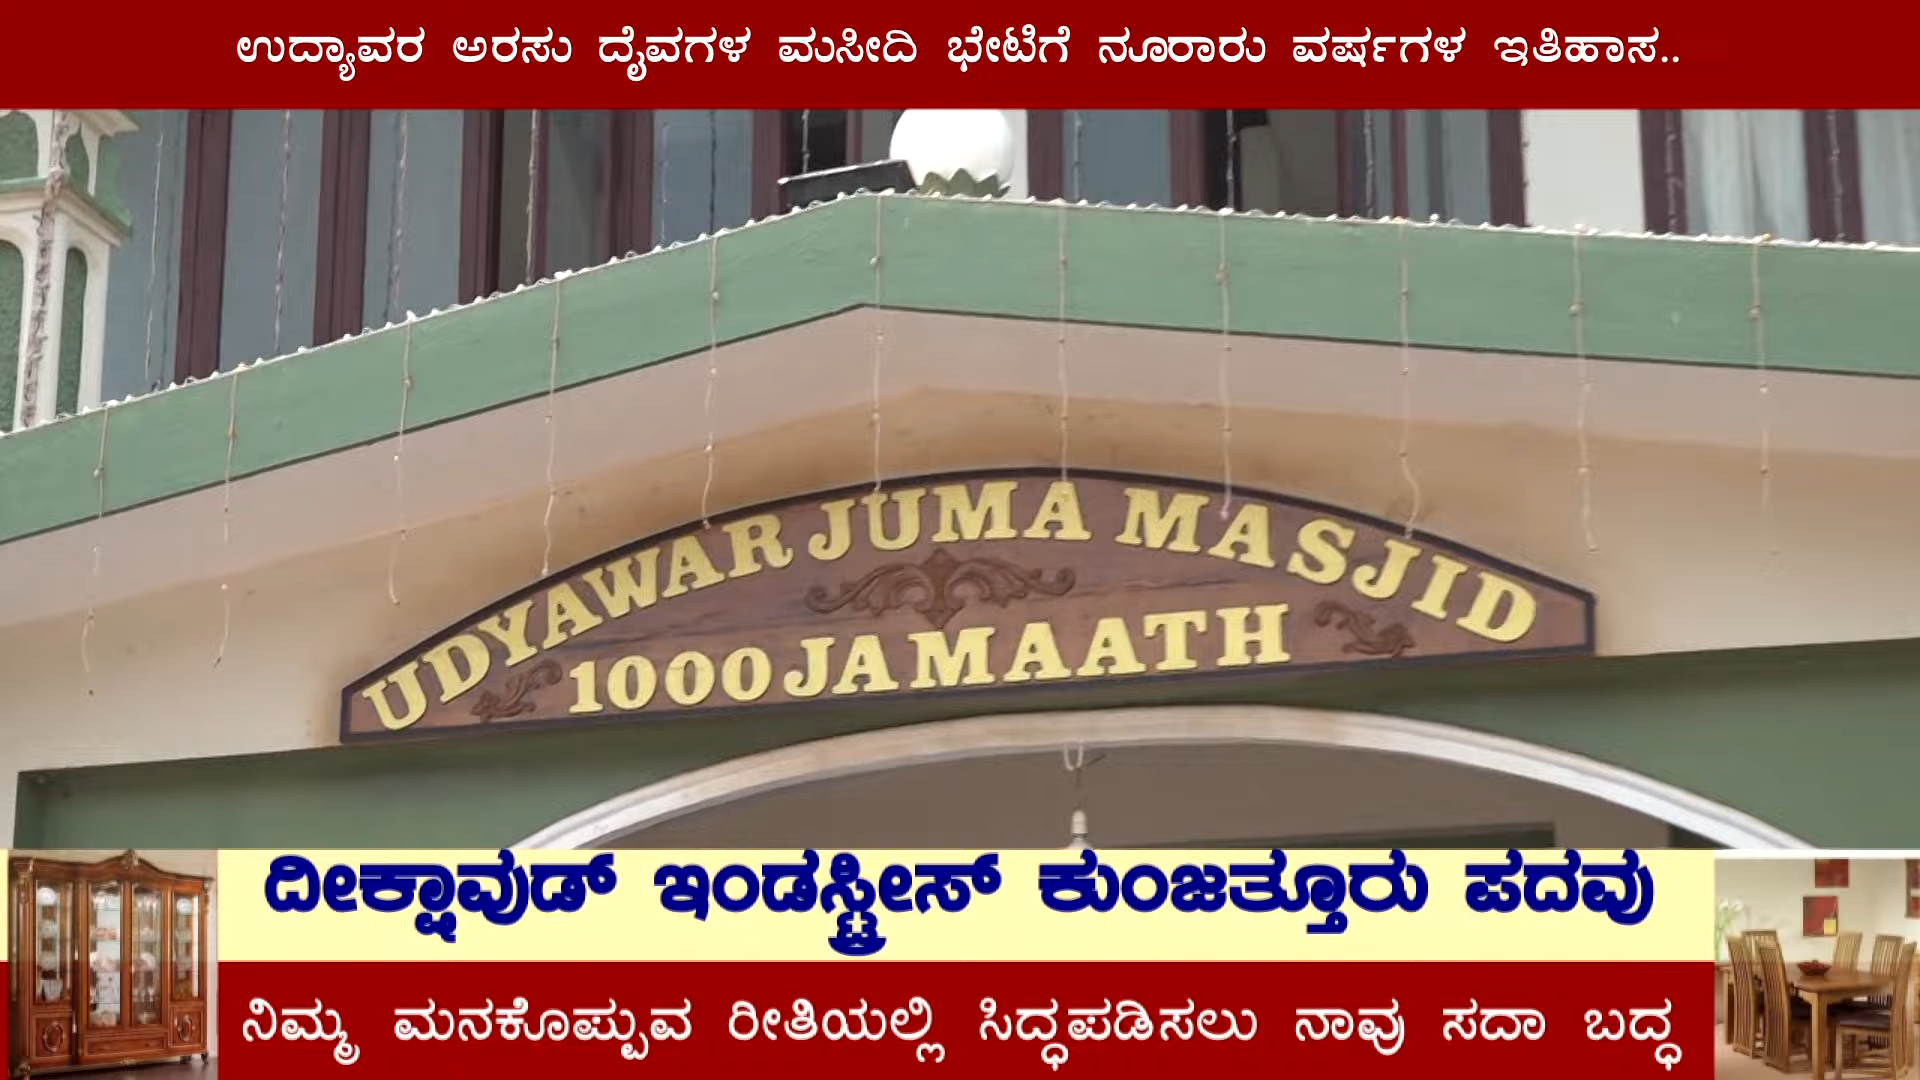 ಉದ್ಯಾವರ ಅರಸು ದೈವಗಳ ಮಸೀದಿ ಭೇಟಿಗೆ ನೂರಾರು ವರ್ಷಗಳ ಇತಿಹಾಸ..
UDYAWAR JUMA MASJID
1000 JAMAATH
ದೀಕ್ಷಾವುಡ್ ಇಂಡಸ್ಟ್ರೀಸ್ ಕುಂಜತ್ತೂರು ಪದವು
ನಿಮ್ಮ ಮನಕೊಪ್ಪುವ ರೀತಿಯಲ್ಲಿ ಸಿದ್ಧಪಡಿಸಲು ನಾವು ಸದಾ ಬದ್ಧ